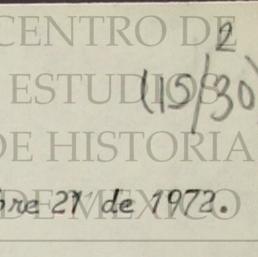 CENTRO DE
2
ESTUDIOS
(15/30)
DE HISTORIA
bre 21 de 1972.
DE MEXICO